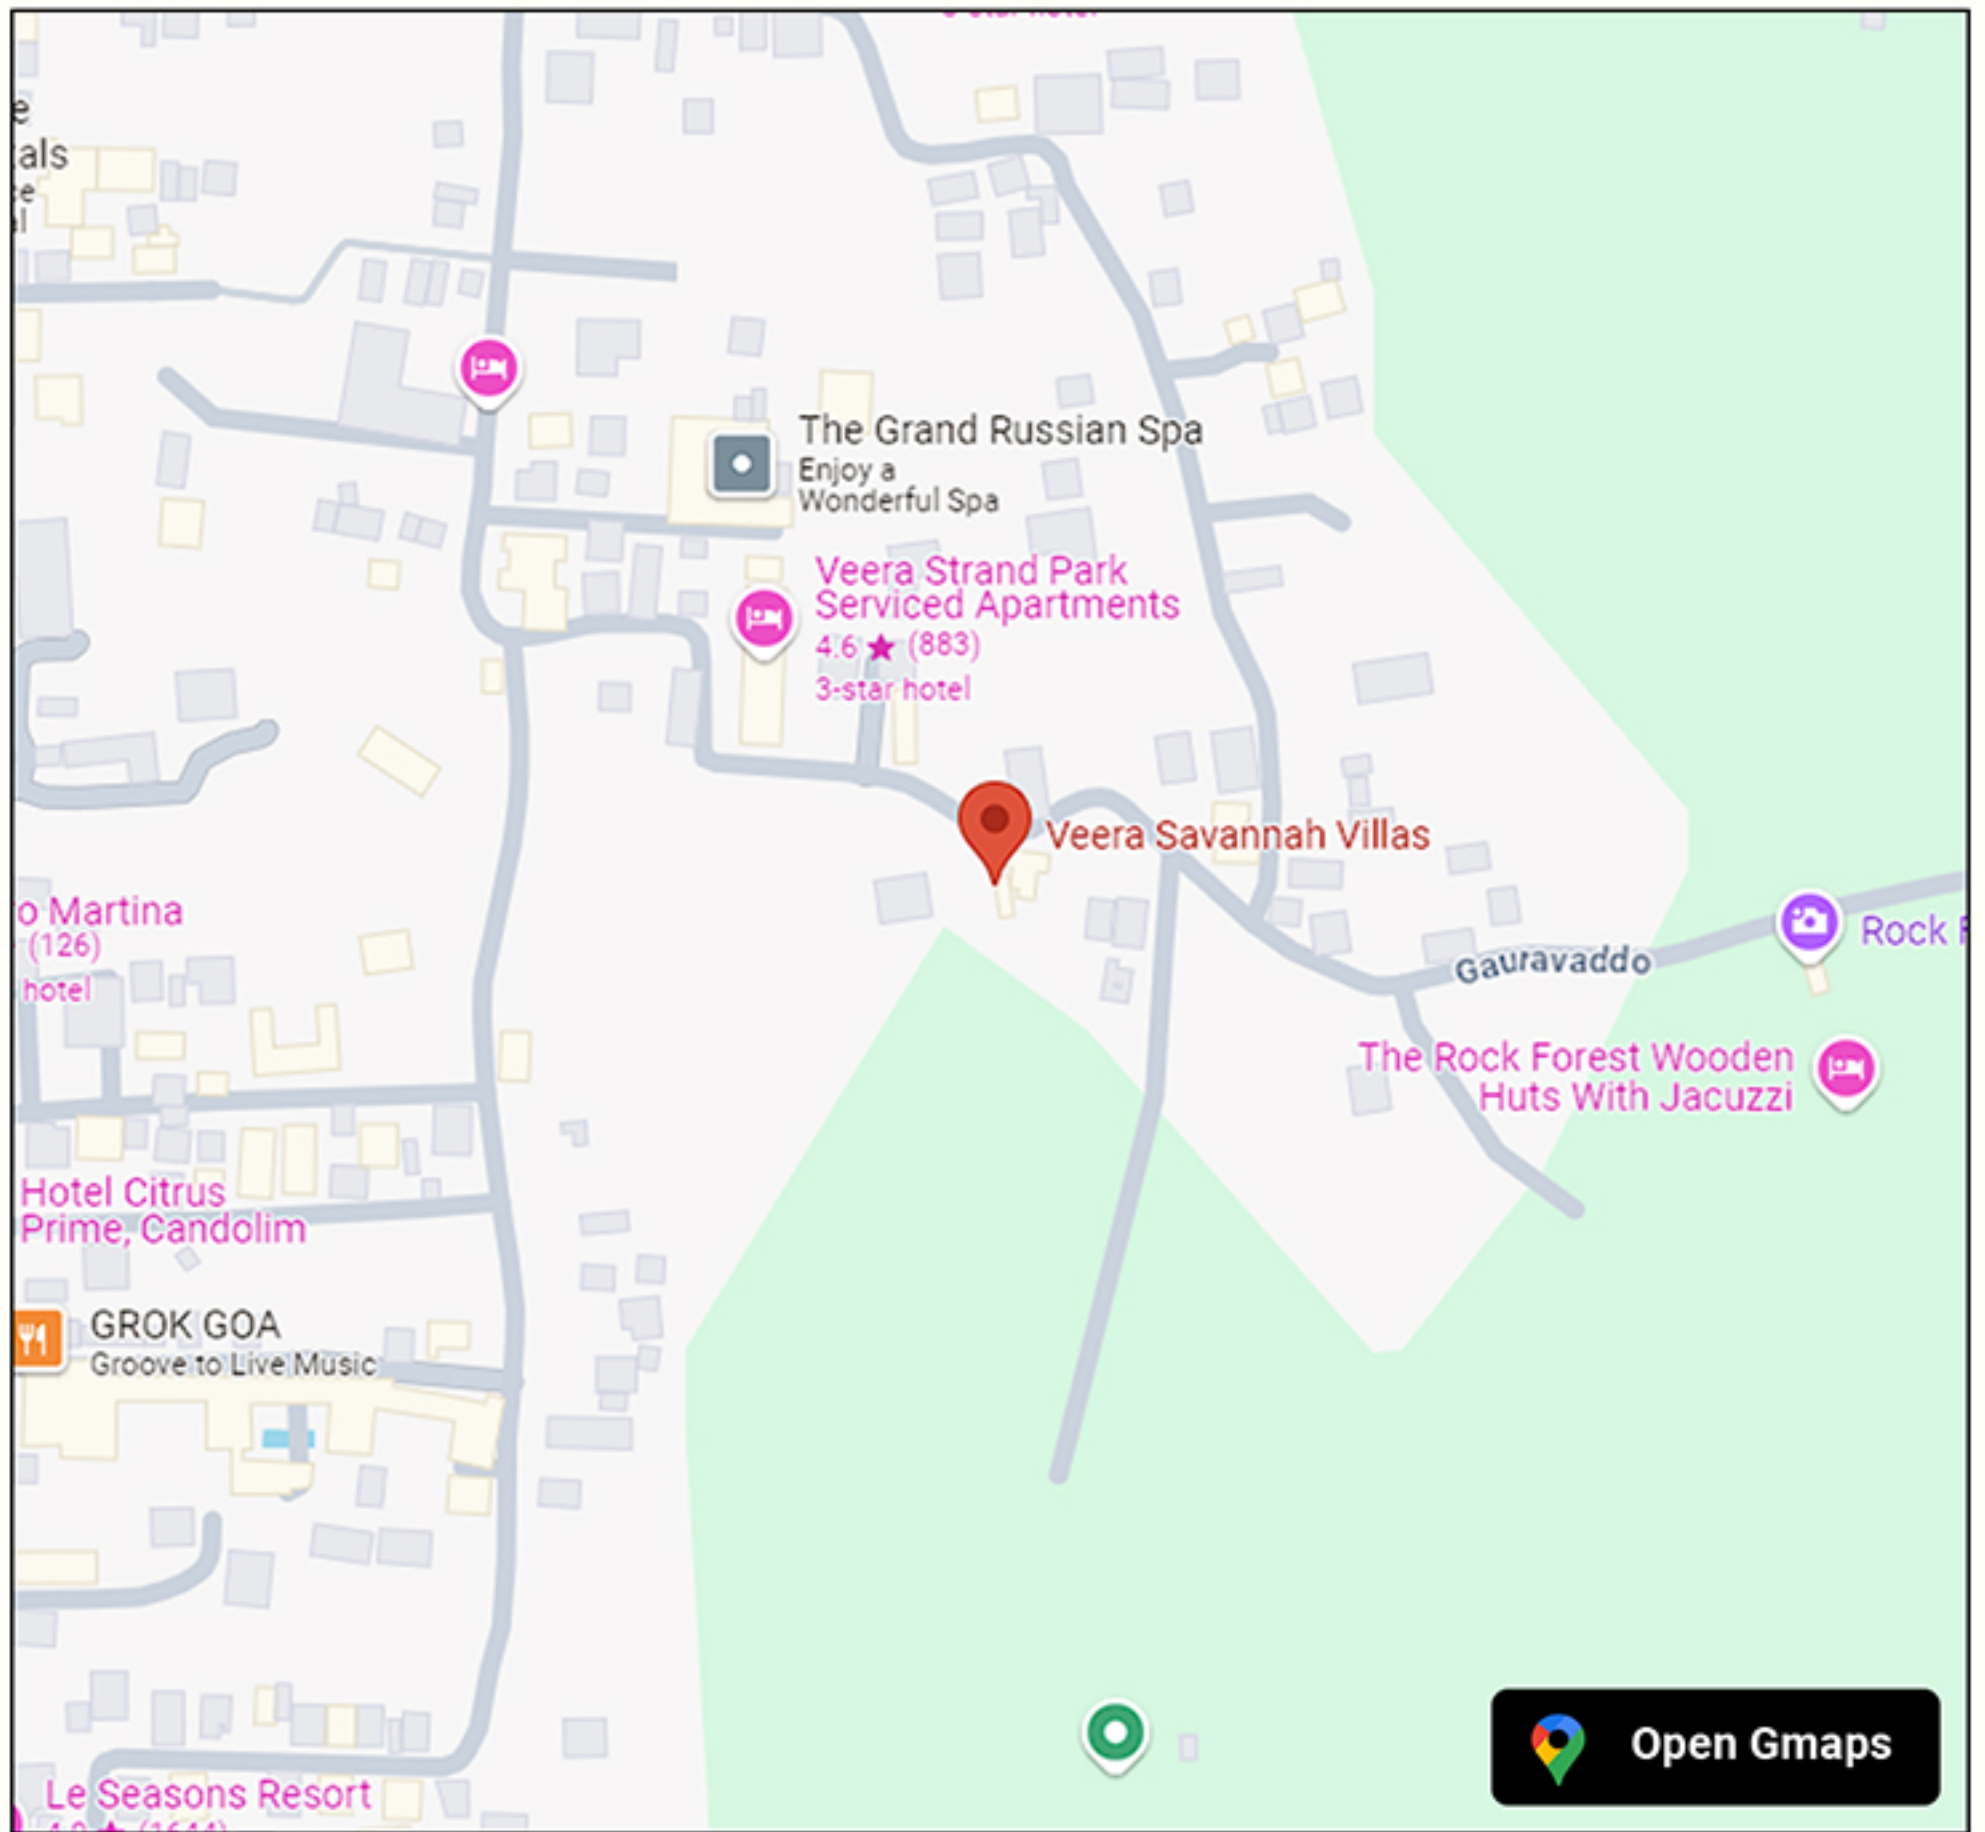 e
als
e
The Grand Russian Spa
Enjoy a
Wonderful Spa
Veera Strand Park
Serviced Apartments
4.6 ★ (883)
3-star hotel
Veera Savannah Villas
o Martina
(126)
hotel
Gauravaddo
Rock
The Rock Forest Wooden
Huts With Jacuzzi
Hotel Citrus
Prime, Candolim
GROK GOA
Groove to Live Music
Open Gmaps
Le Seasons Resort